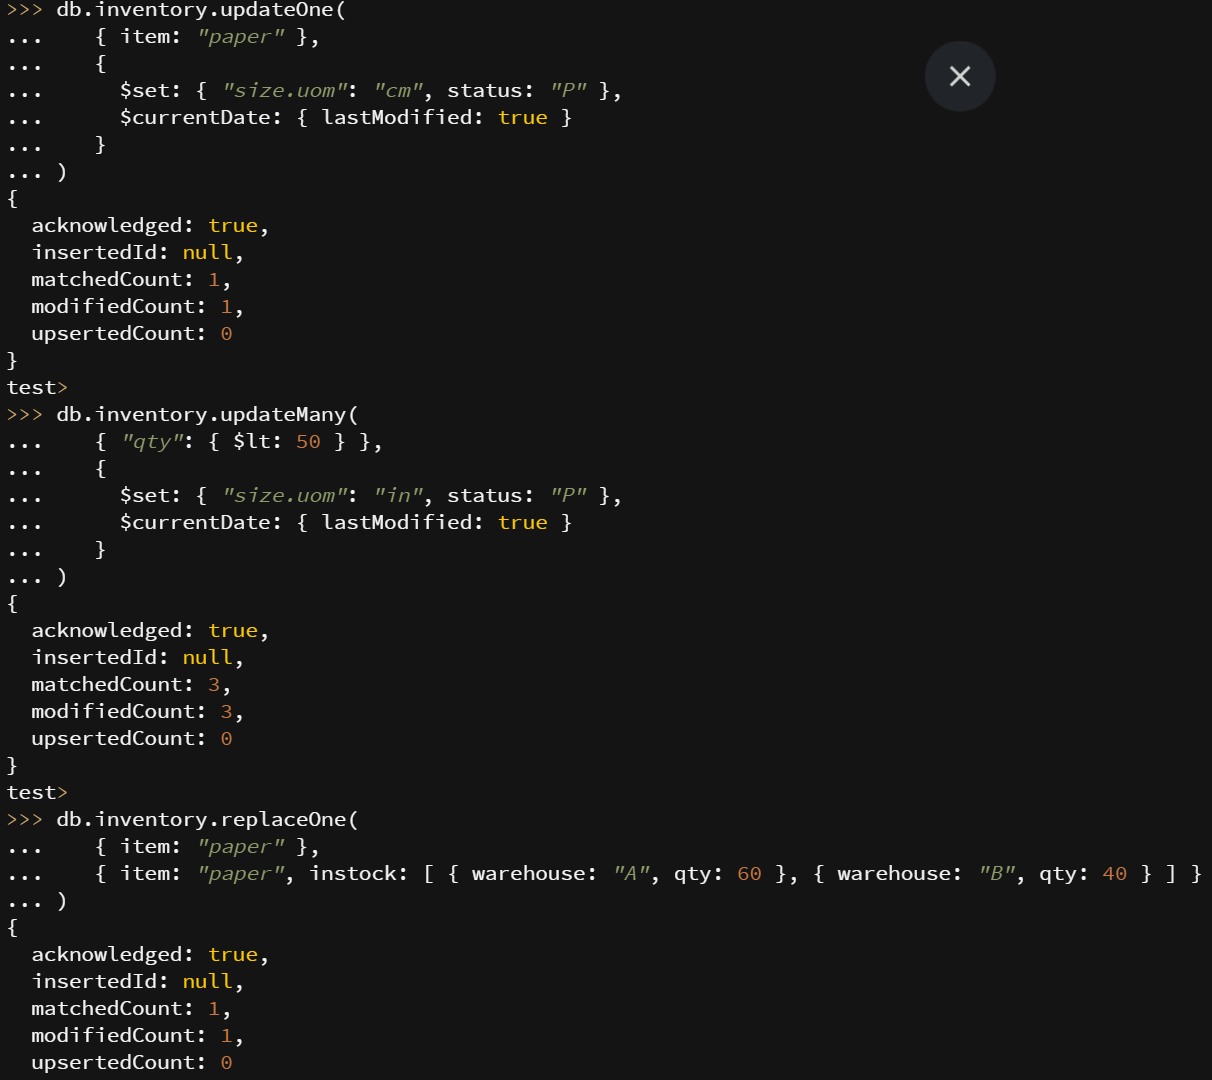 >>> db.inventory.updateOne(
...    { item: "paper" },
...    {
...      $set: { "size.uom": "cm", status: "P" },
...      $currentDate: { lastModified: true }
...    }
... )
{
  acknowledged: true,
  insertedId: null,
  matchedCount: 1,
  modifiedCount: 1,
  upsertedCount: 0
}
test>
>>> db.inventory.updateMany(
...    { "qty": { $lt: 50 } },
...    {
...      $set: { "size.uom": "in", status: "P" },
...      $currentDate: { lastModified: true }
...    }
... )
{
  acknowledged: true,
  insertedId: null,
  matchedCount: 3,
  modifiedCount: 3,
  upsertedCount: 0
}
test>
>>> db.inventory.replaceOne(
...    { item: "paper" },
...    { item: "paper", instock: [ { warehouse: "A", qty: 60 }, { warehouse: "B", qty: 40 } ] }
... )
{
  acknowledged: true,
  insertedId: null,
  matchedCount: 1,
  modifiedCount: 1,
  upsertedCount: 0